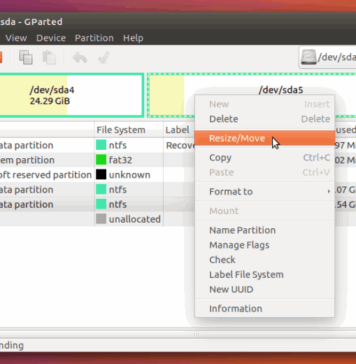 sda - GParted
View Device Partition Help
/dev/sda
/dev/sda4
24.29 GiB
/dev/sda5
File System Label used
ata partition ntfs Recove 97 M
em partition fat32 02 M
oft reserved partition unknown
ata partition ntfs .07 G
ata partition ntfs .54 G
unallocated
New Insert
Delete Delete
Resize/Move
Copy Ctrl+C
Paste Ctrl+V
Format to
Mount
Name Partition
Manage Flags
Check
Label File System
New UUID
Information
nding